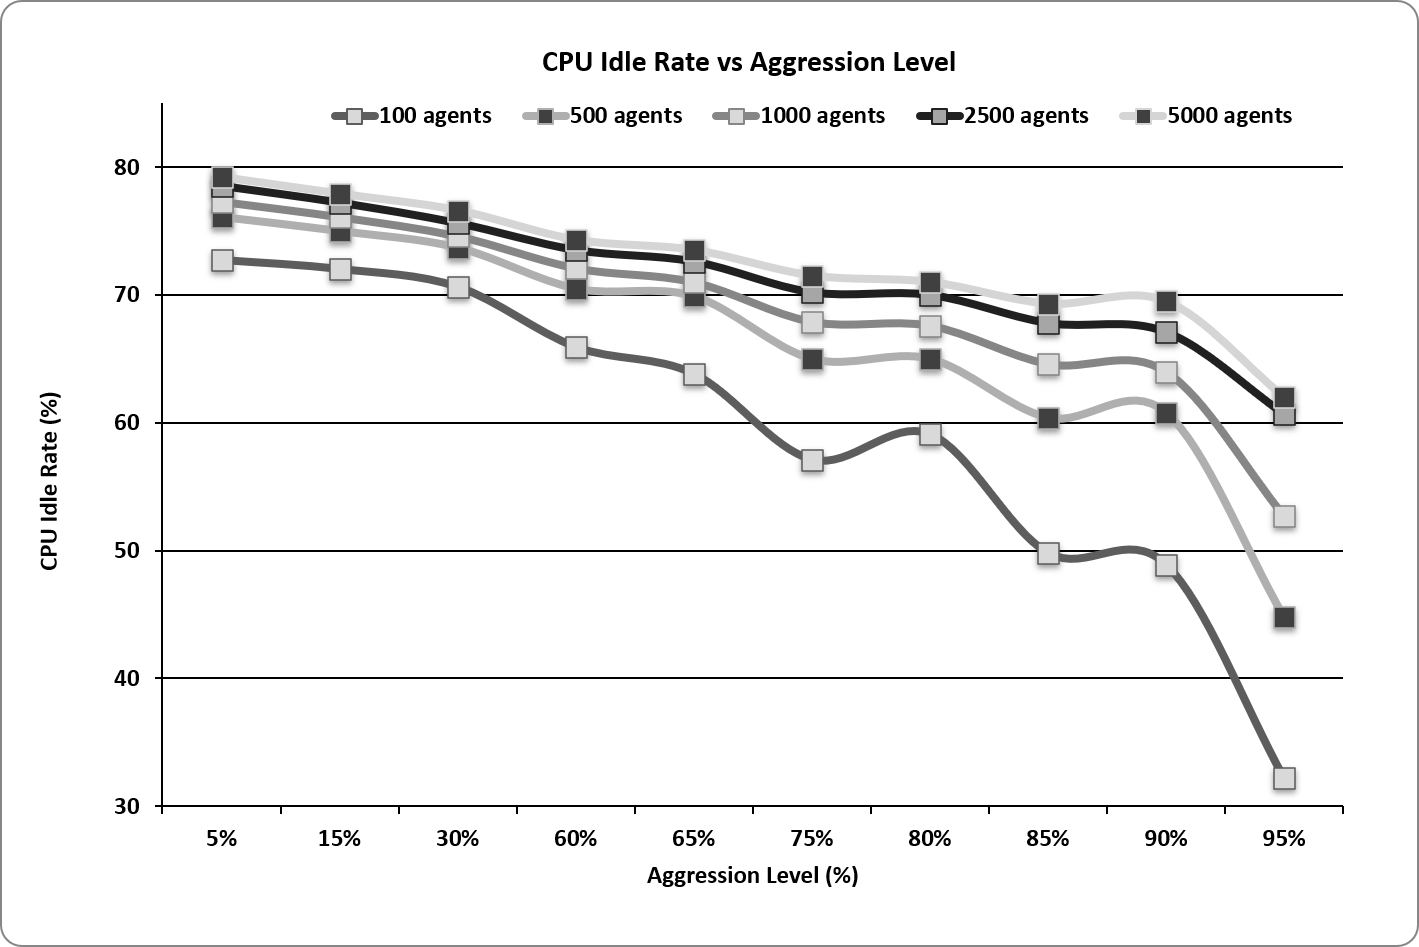 CPU Idle Rate vs Aggression Level
100 agents 500 agents 1000 agents 2500 agents 5000 agents
80
70
60
50
40
30
CPU Idle Rate (%)
5% 15% 30% 60% 65% 75% 80% 85% 90% 95%
Aggression Level (%)